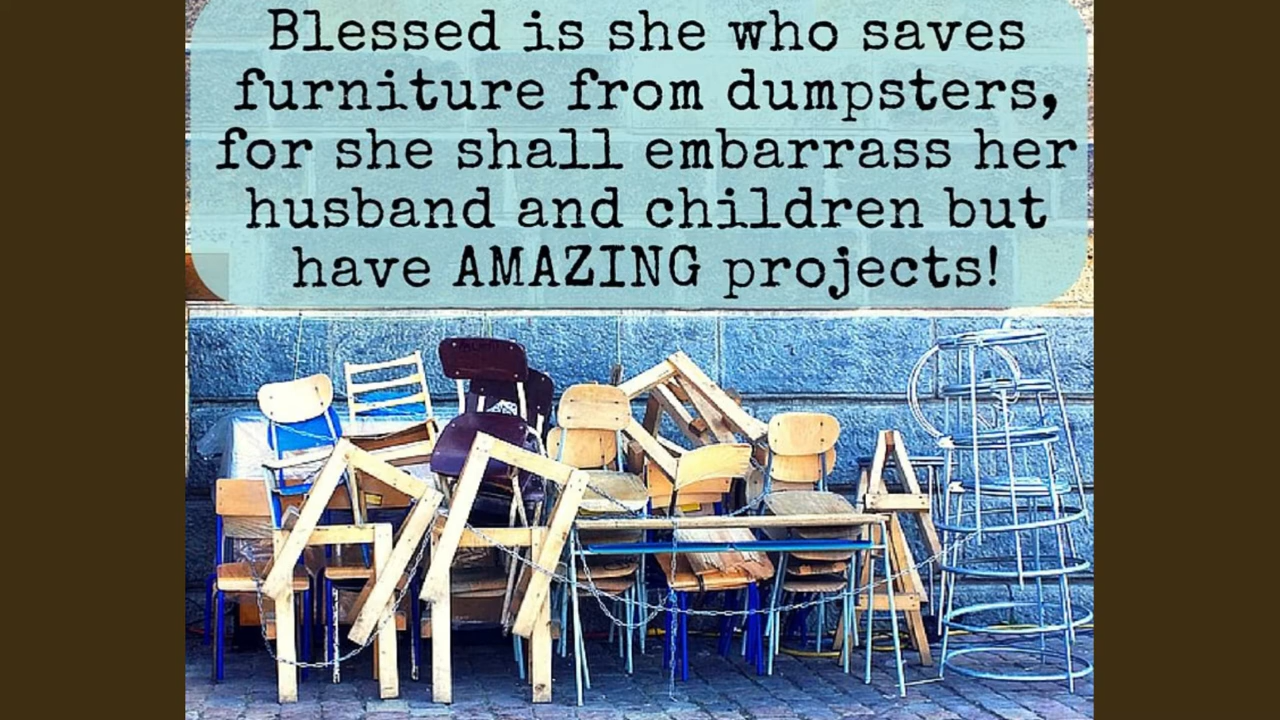 Blessed is she who saves
furniture from dumpsters,
for she shall embarrass her
husband and children but
have AMAZING projects!